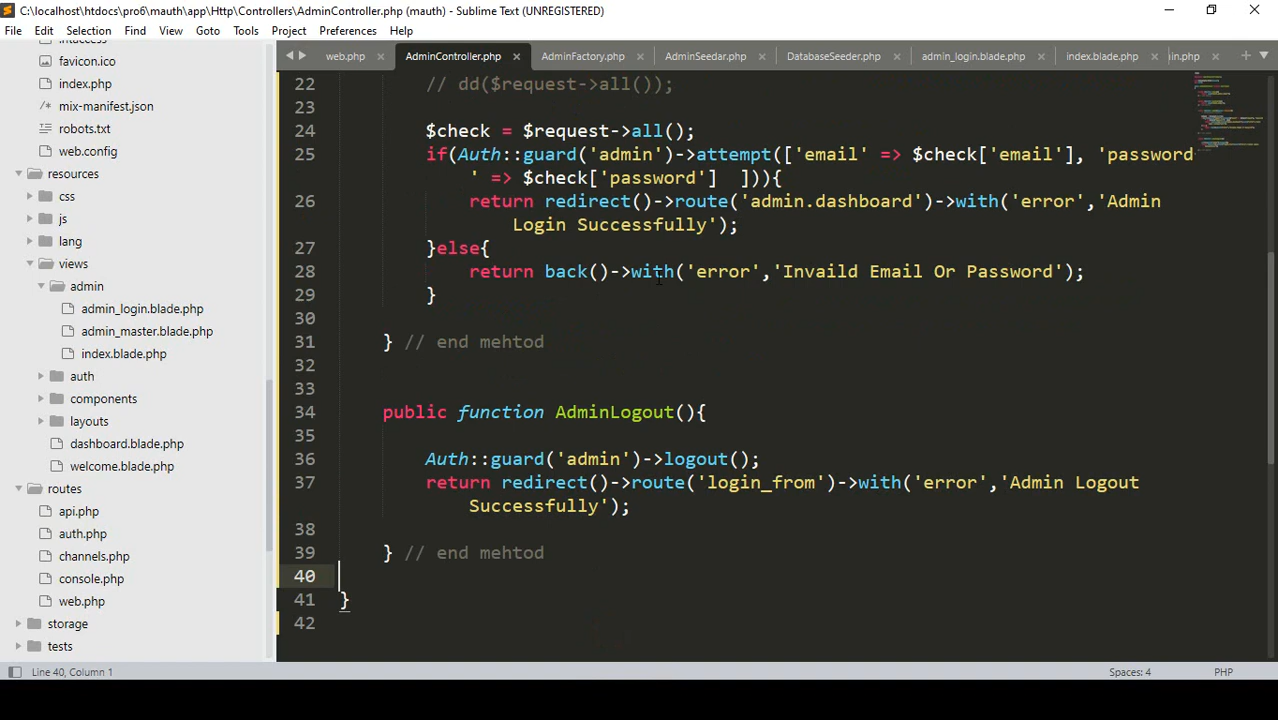 C:\localhost\htdocs\pro6\mauth\app\Http\Controllers\AdminController.php (mauth) - Sublime Text (UNREGISTERED)
File Edit Selection Find View Goto Tools Project Preferences Help
web.php × AdminController.php × AdminFactory.php × AdminSeedar.php × DatabaseSeeder.php × admin_login.blade.php × index.blade.php × in.php ×
.htaccess
favicon.ico
index.php
mix-manifest.json
robots.txt
web.config
resources
css
js
lang
views
admin
admin_login.blade.php
admin_master.blade.php
index.blade.php
auth
components
layouts
dashboard.blade.php
welcome.blade.php
routes
api.php
auth.php
channels.php
console.php
web.php
storage
tests
22 // dd($request->all());
23
24 $check = $request->all();
25 if(Auth::guard('admin')->attempt(['email' => $check['email'], 'password
' => $check['password']  ])){
26 return redirect()->route('admin.dashboard')->with('error','Admin
Login Successfully');
27 }else{
28 return back()->with('error','Invaild Email Or Password');
29 }
30
31 } // end mehtod
32
33
34 public function AdminLogout(){
35
36 Auth::guard('admin')->logout();
37 return redirect()->route('login_from')->with('error','Admin Logout
Successfully');
38
39 } // end mehtod
40
41 }
42
Line 40, Column 1 Spaces: 4 PHP